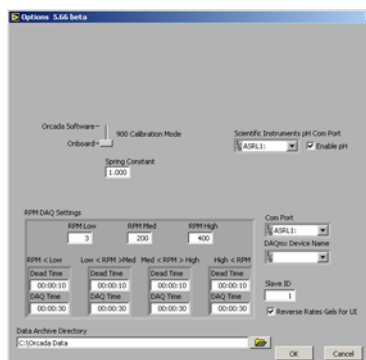 Options 5.66 beta
Orcada Software
900 Calibration Mode
Onboard
Spring Constant
1.000
Scientific Instruments pH Com Port
ASRL1:
Enable pH
RPM DAQ Settings
RPM Low RPM Med RPM High
3 200 400
RPM < Low Low < RPM >Med Med < RPM > High High < RPM
Dead Time Dead Time Dead Time Dead Time
00:00:10 00:00:10 00:00:10 00:00:10
DAQ Time DAQ Time DAQ Time DAQ Time
00:00:30 00:00:30 00:00:30 00:00:30
Com Port
ASRL1:
DAQmx Device Name
Slave ID
1
Reverse Rates Gels for UI
Data Archive Directory
C:\Orcada Data
OK Cancel